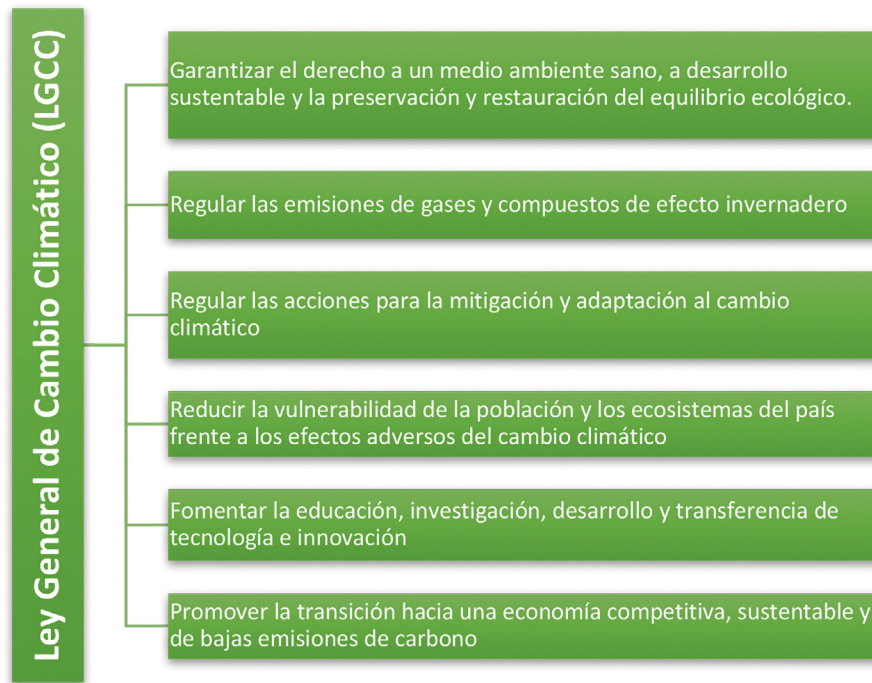 Ley General de Cambio Climático (LGCC)
Garantizar el derecho a un medio ambiente sano, a desarrollo
sustentable y la preservación y restauración del equilibrio ecológico.
Regular las emisiones de gases y compuestos de efecto invernadero
Regular las acciones para la mitigación y adaptación al cambio
climático
Reducir la vulnerabilidad de la población y los ecosistemas del país
frente a los efectos adversos del cambio climático
Fomentar la educación, investigación, desarrollo y transferencia de
tecnología e innovación
Promover la transición hacia una economía competitiva, sustentable y
de bajas emisiones de carbono